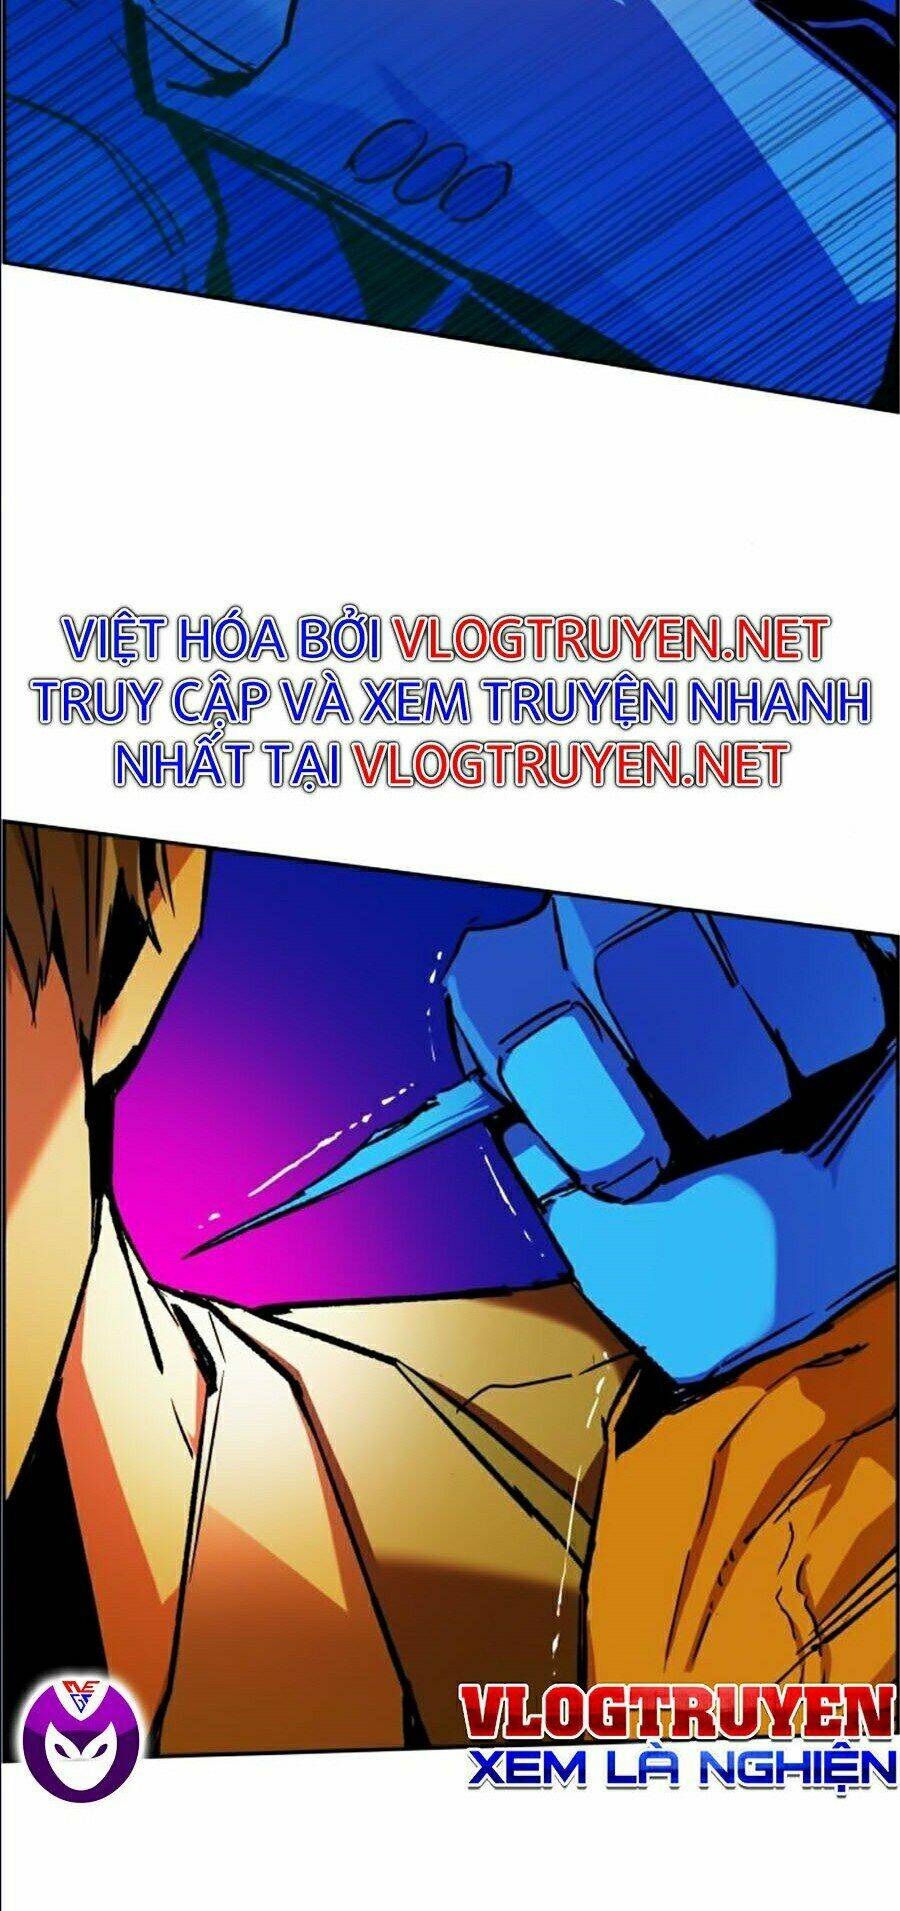 VIỆT HÓA BỞI VLOGTRUYEN.NET
TRUY CẬP VÀ XEM TRUYỆN NHANH
NHẤT TẠI VLOGTRUYEN.NET
VLOGTRUYEN
XEM LÀ NGHIỆN